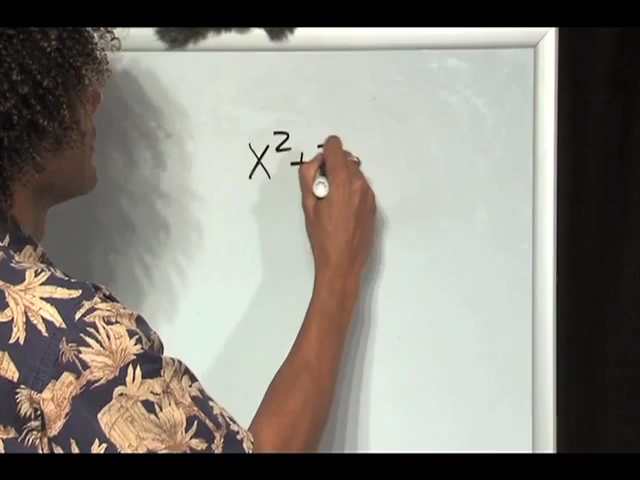 x² +